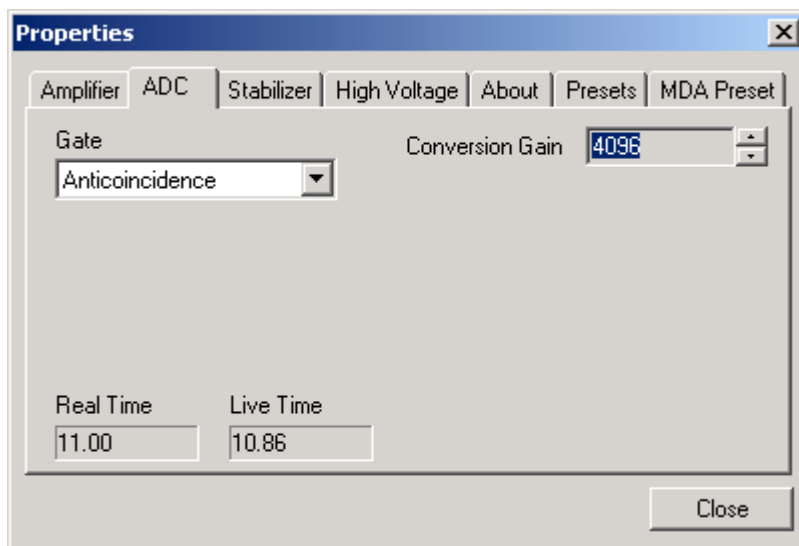 Properties
Amplifier ADC Stabilizer High Voltage About Presets MDA Preset
Gate
Conversion Gain 4096
Anticoincidence
Real Time Live Time
11.00 10.86
Close